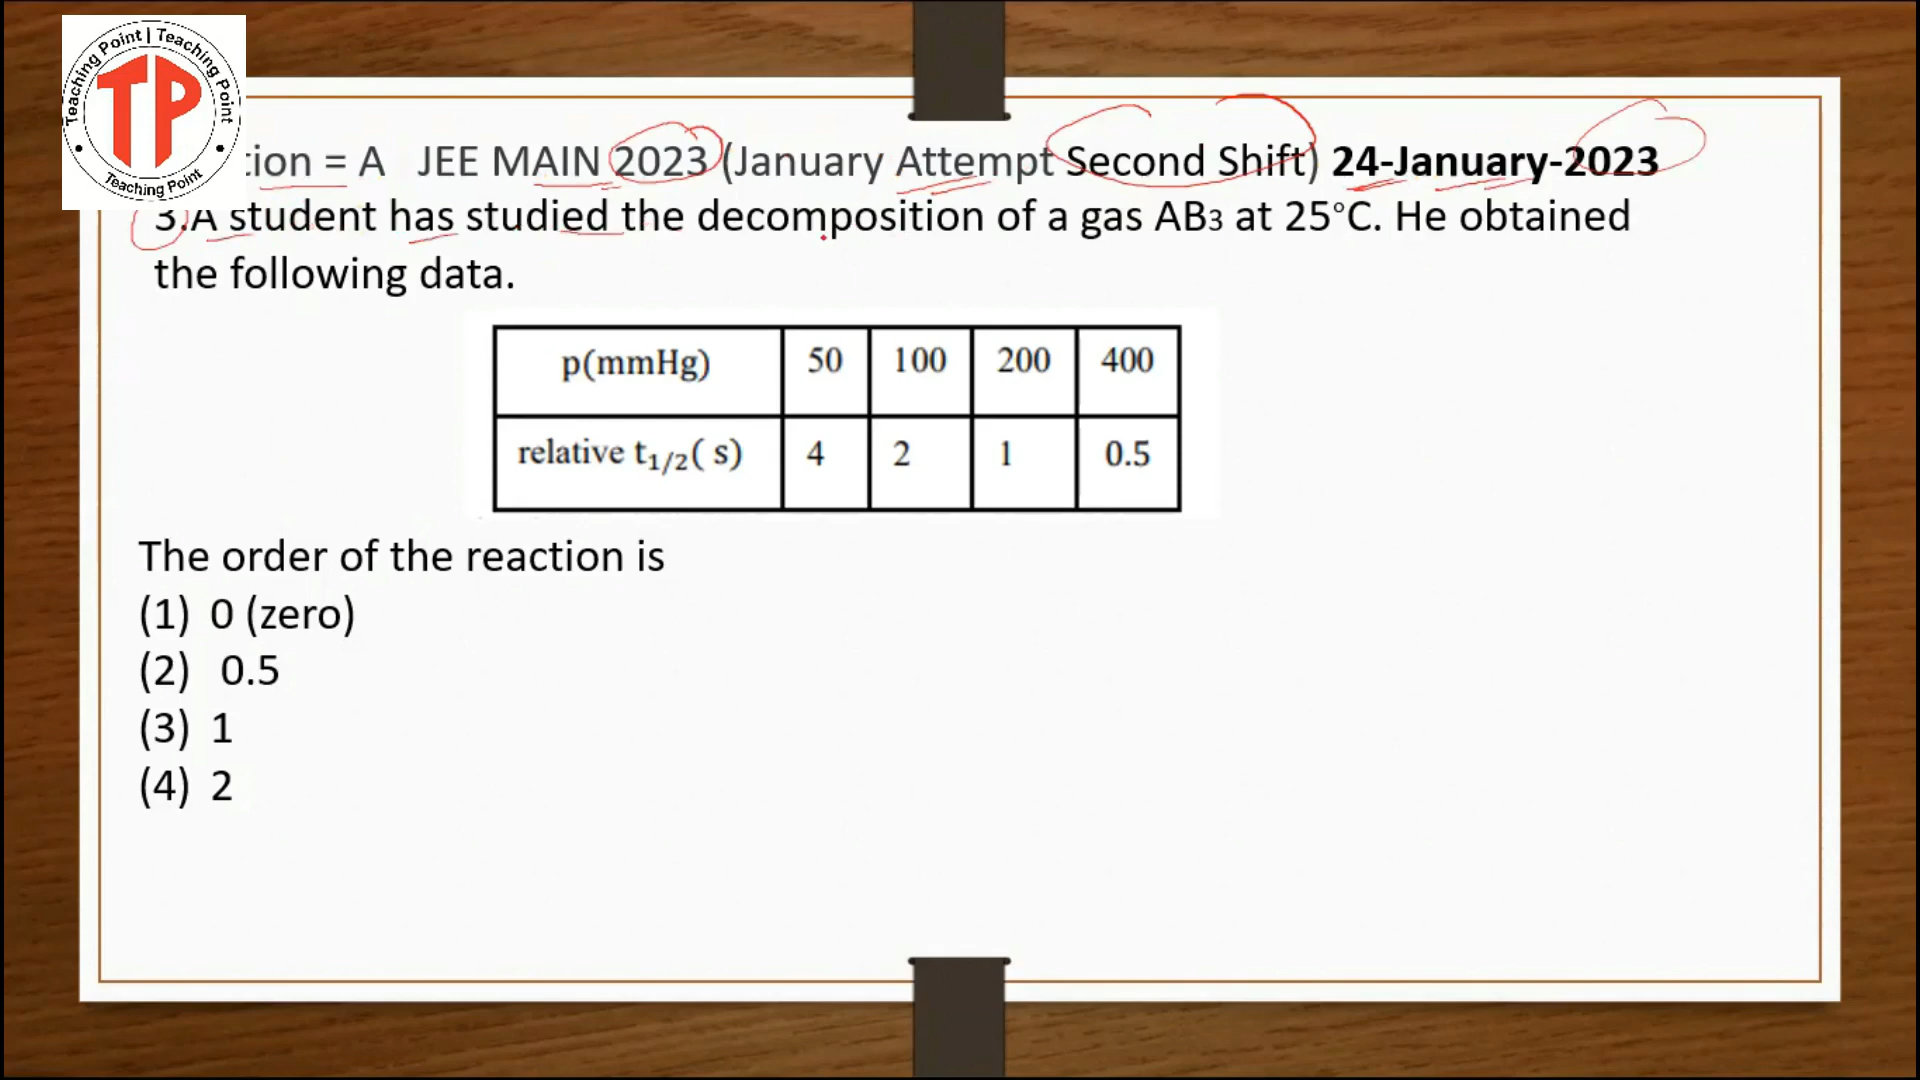 Teaching Point | Teaching Point
TP
Teaching Point
tion = A JEE MAIN 2023 (January Attempt Second Shift) 24-January-2023
3.A student has studied the decomposition of a gas AB₃ at 25°C. He obtained
the following data.
p(mmHg) 50 100 200 400
relative t₁/₂( s) 4 2 1 0.5
The order of the reaction is
(1) 0 (zero)
(2) 0.5
(3) 1
(4) 2